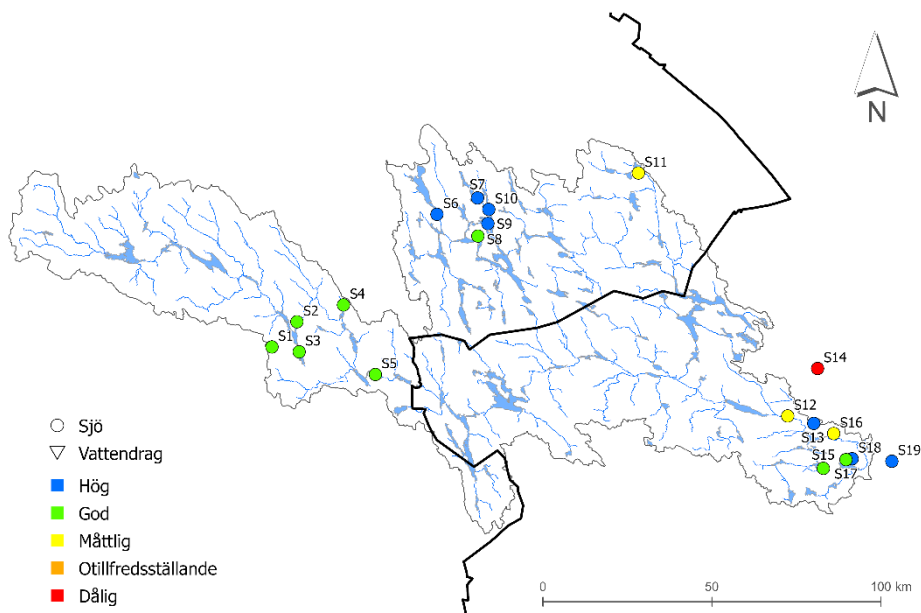 N
S11
S7
S10
S6
S9
S8
S4
S2
S1
S3
S5
S14
S12
S16
S13
S18
S19
S15
S17
Sjö
Vattendrag
Hög
God
Måttlig
Otillfredsställande
Dålig
0 50 100 km